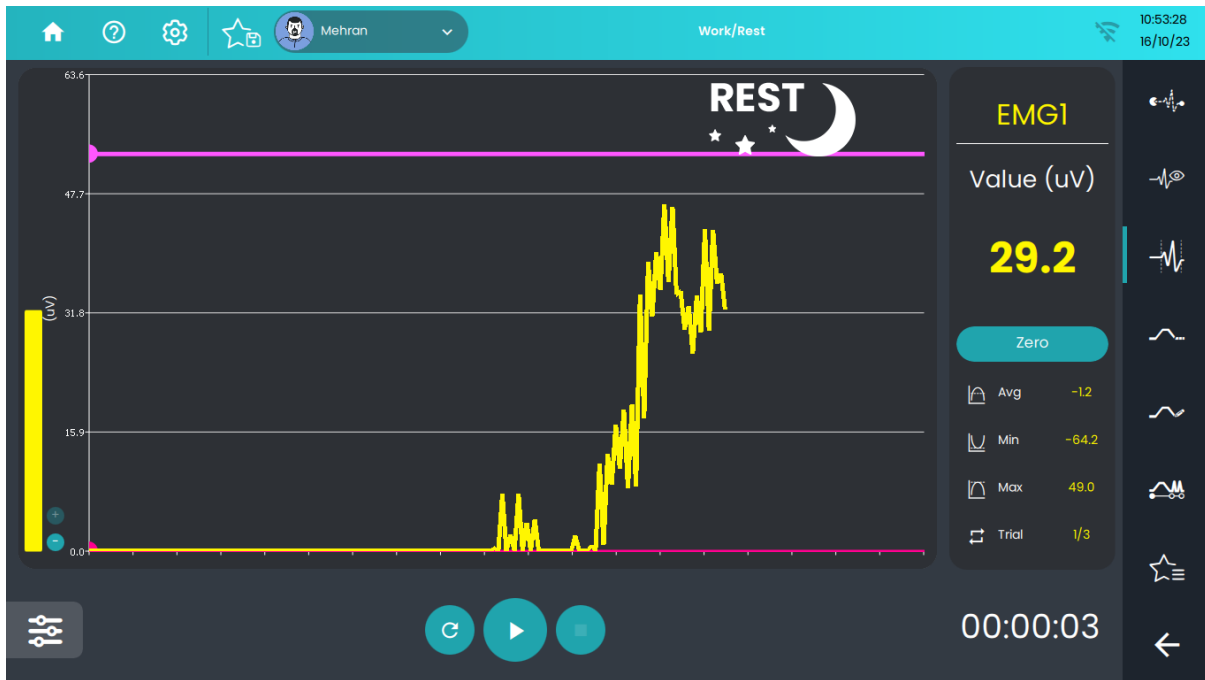 Mehran
Work/Rest
10:53:28
16/10/23
63.6
47.7
(uV)
31.8
15.9
0.0
REST
EMG1
Value (uV)
29.2
Zero
Avg -1.2
Min -64.2
Max 49.0
Trial 1/3
00:00:03